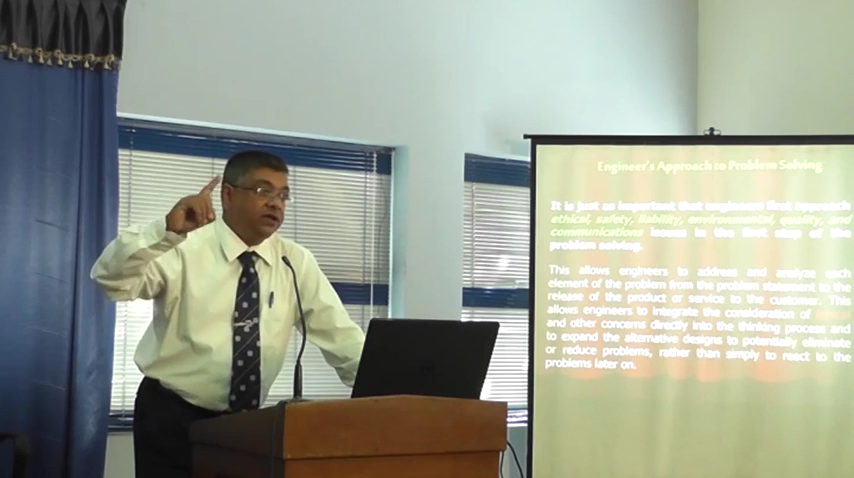 Engineer's Approach to Problem Solving
It is just as important that engineers first approach
ethical, safety, liability, environmental, quality, and
communications issues in the first step of the
problem solving.
This allows engineers to address and analyze each
element of the problem from the problem statement to the
release of the product or service to the customer. This
allows engineers to integrate the consideration of
and other concerns directly into the thinking process and
to expand the alternative designs to potentially eliminate
or reduce problems, rather than simply to react to the
problems later on.